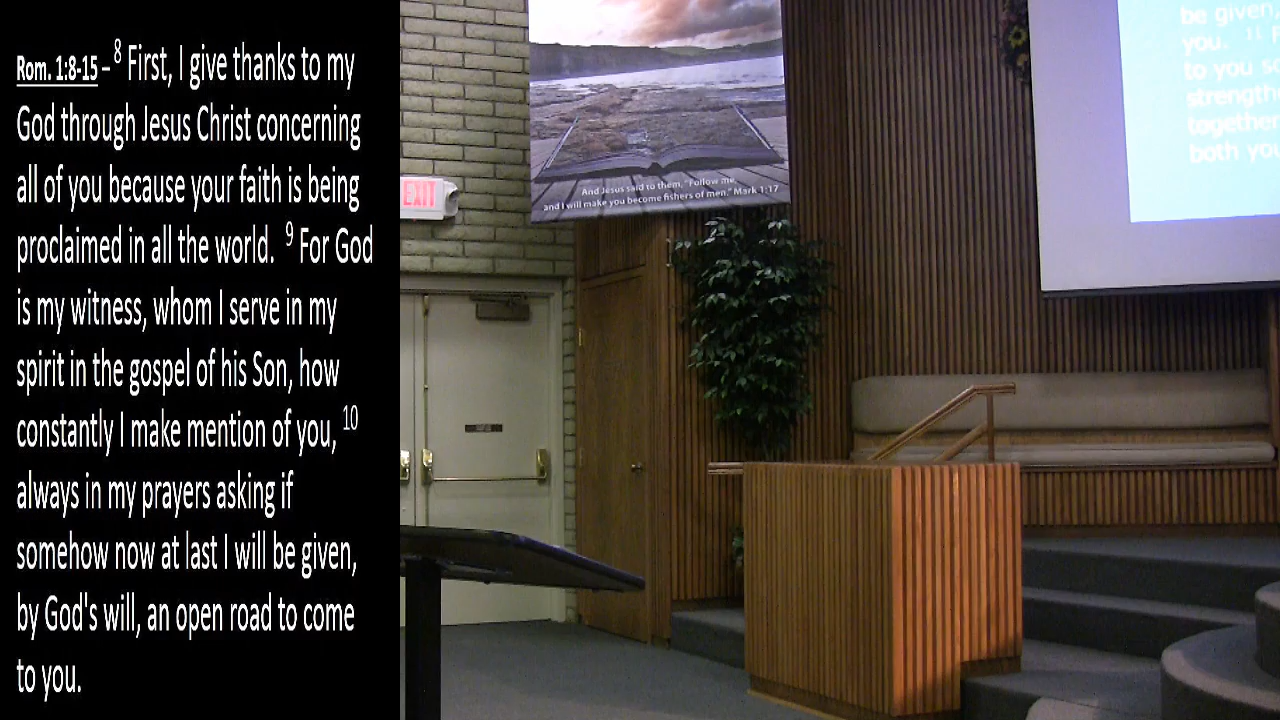 Rom. 1:8-15 – 8 First, I give thanks to my
God through Jesus Christ concerning
all of you because your faith is being
proclaimed in all the world. 9 For God
is my witness, whom I serve in my
spirit in the gospel of his Son, how
constantly I make mention of you, 10
always in my prayers asking if
somehow now at last I will be given,
by God's will, an open road to come
to you.
EXIT
And Jesus said to them, "Follow me,
and I will make you become fishers of men." Mark 1:17
be given,
you. 11
to you
strength
together
both you